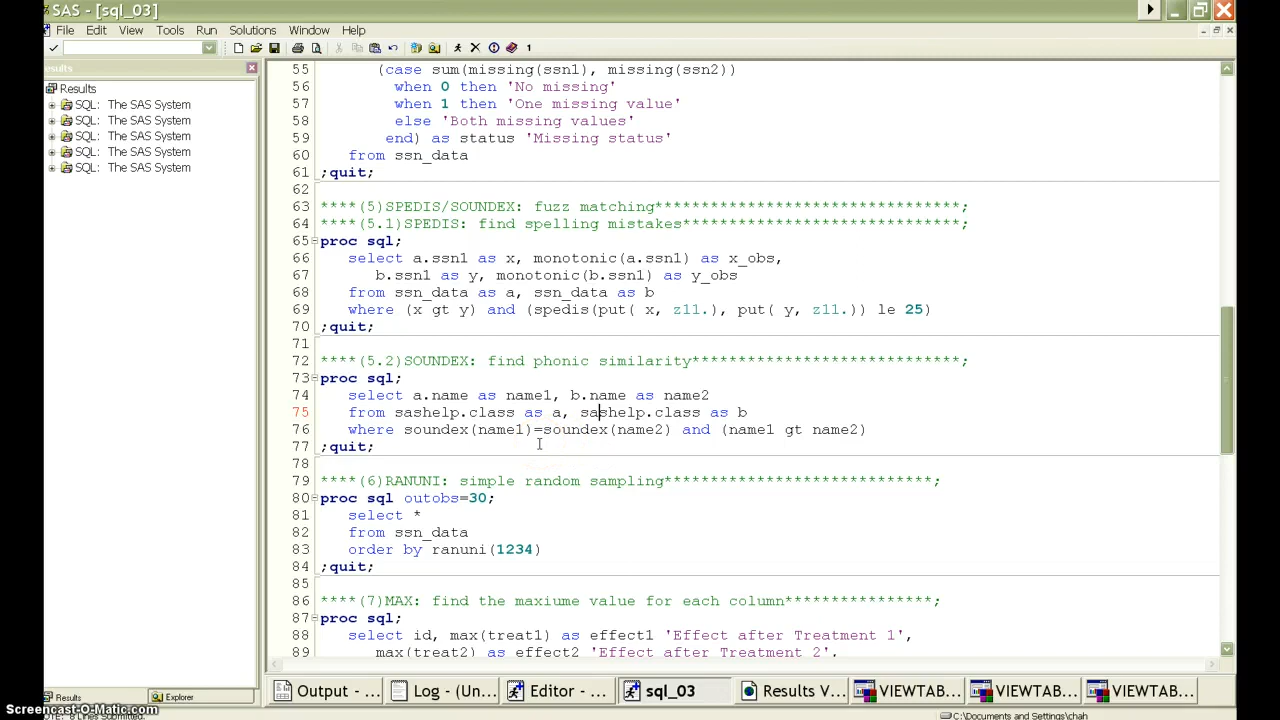 SAS - [sql_03]
File Edit View Tools Run Solutions Window Help
esults
Results
SQL: The SAS System
SQL: The SAS System
SQL: The SAS System
SQL: The SAS System
SQL: The SAS System
55 (case sum(missing(ssn1), missing(ssn2))
56 when 0 then 'No missing'
57 when 1 then 'One missing value'
58 else 'Both missing values'
59 end) as status 'Missing status'
60 from ssn_data
61 ;quit;
62
63 ****(5)SPEDIS/SOUNDEX: fuzz matching*********************************;
64 ****(5.1)SPEDIS: find spelling mistakes******************************;
65 proc sql;
66 select a.ssn1 as x, monotonic(a.ssn1) as x_obs,
67 b.ssn1 as y, monotonic(b.ssn1) as y_obs
68 from ssn_data as a, ssn_data as b
69 where (x gt y) and (spedis(put( x, z11.), put( y, z11.)) le 25)
70 ;quit;
71
72 ****(5.2)SOUNDEX: find phonic similarity*****************************;
73 proc sql;
74 select a.name as name1, b.name as name2
75 from sashelp.class as a, sashelp.class as b
76 where soundex(name1)=soundex(name2) and (name1 gt name2)
77 ;quit;
78
79 ****(6)RANUNI: simple random sampling*****************************;
80 proc sql outobs=30;
81 select *
82 from ssn_data
83 order by ranuni(1234)
84 ;quit;
85
86 ****(7)MAX: find the maxiume value for each column****************;
87 proc sql;
88 select id, max(treat1) as effect1 'Effect after Treatment 1',
89 max(treat2) as effect2 'Effect after Treatment 2',
Results Explorer
Output - ... Log - (Un... Editor - ... sql_03 Results V... VIEWTAB... VIEWTAB... VIEWTAB...
Screencast-O-Matic.com
NOTE: 8 Lines Submitted.
C:\Documents and Settings\chah